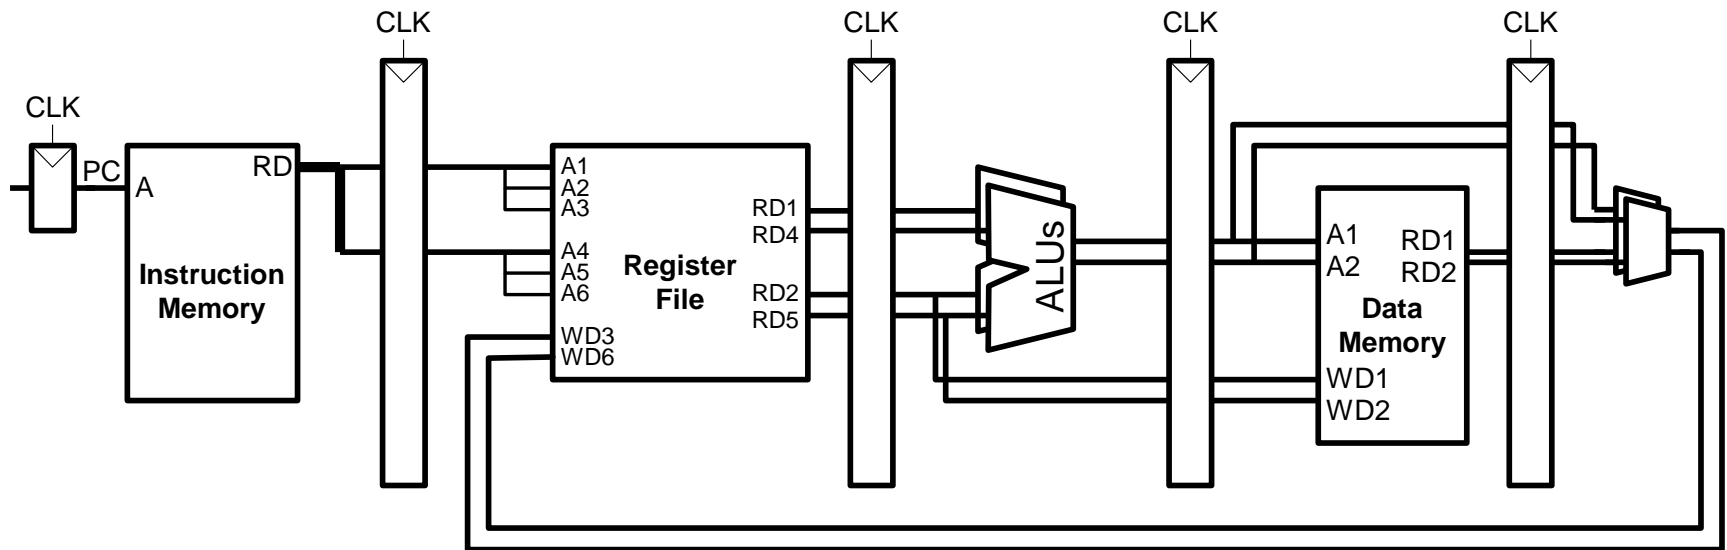 CLK
CLK
CLK
CLK
CLK
PC
A
RD
Instruction
Memory
A1
A2
A3
A4
A5
A6
WD3
WD6
Register
File
RD1
RD4
RD2
RD5
ALUs
A1
A2
RD1
RD2
Data
Memory
WD1
WD2